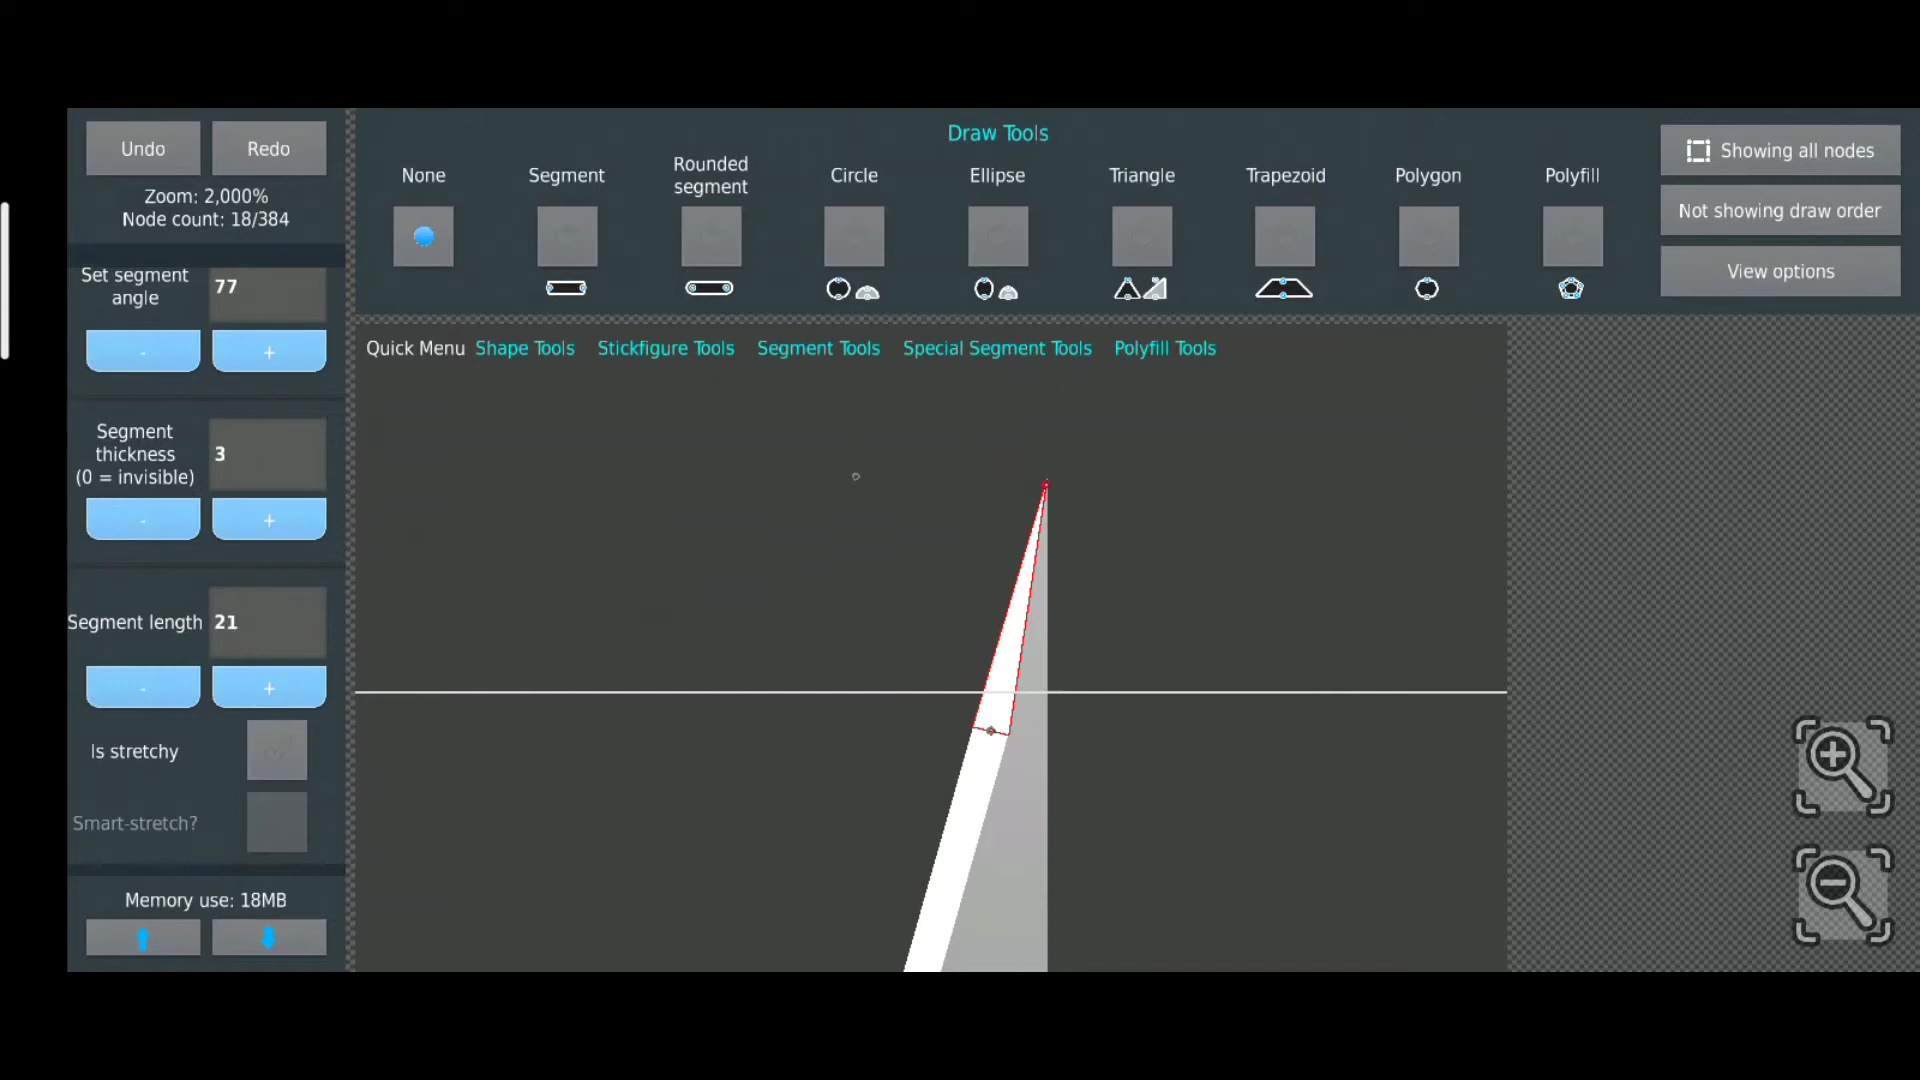 Undo
Redo
Zoom: 2,000%
Node count: 18/384
Set segment
angle
77
-
+
Segment
thickness
(0 = invisible)
3
-
+
Segment length
21
-
+
Is stretchy
Smart-stretch?
Memory use: 18MB
Draw Tools
None
Segment
Rounded
segment
Circle
Ellipse
Triangle
Trapezoid
Polygon
Polyfill
Showing all nodes
Not showing draw order
View options
Quick Menu Shape Tools Stickfigure Tools Segment Tools Special Segment Tools Polyfill Tools